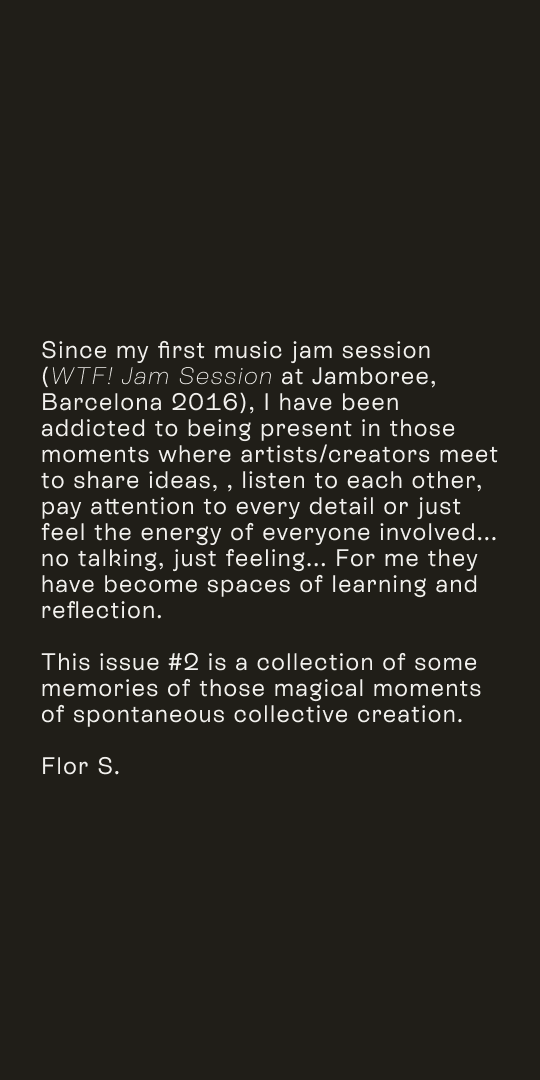 Since my first music jam session
(WTF! Jam Session at Jamboree,
Barcelona 2016), I have been
addicted to being present in those
moments where artists/creators meet
to share ideas, , listen to each other,
pay attention to every detail or just
feel the energy of everyone involved...
no talking, just feeling... For me they
have become spaces of learning and
reflection.

This issue #2 is a collection of some
memories of those magical moments
of spontaneous collective creation.

Flor S.